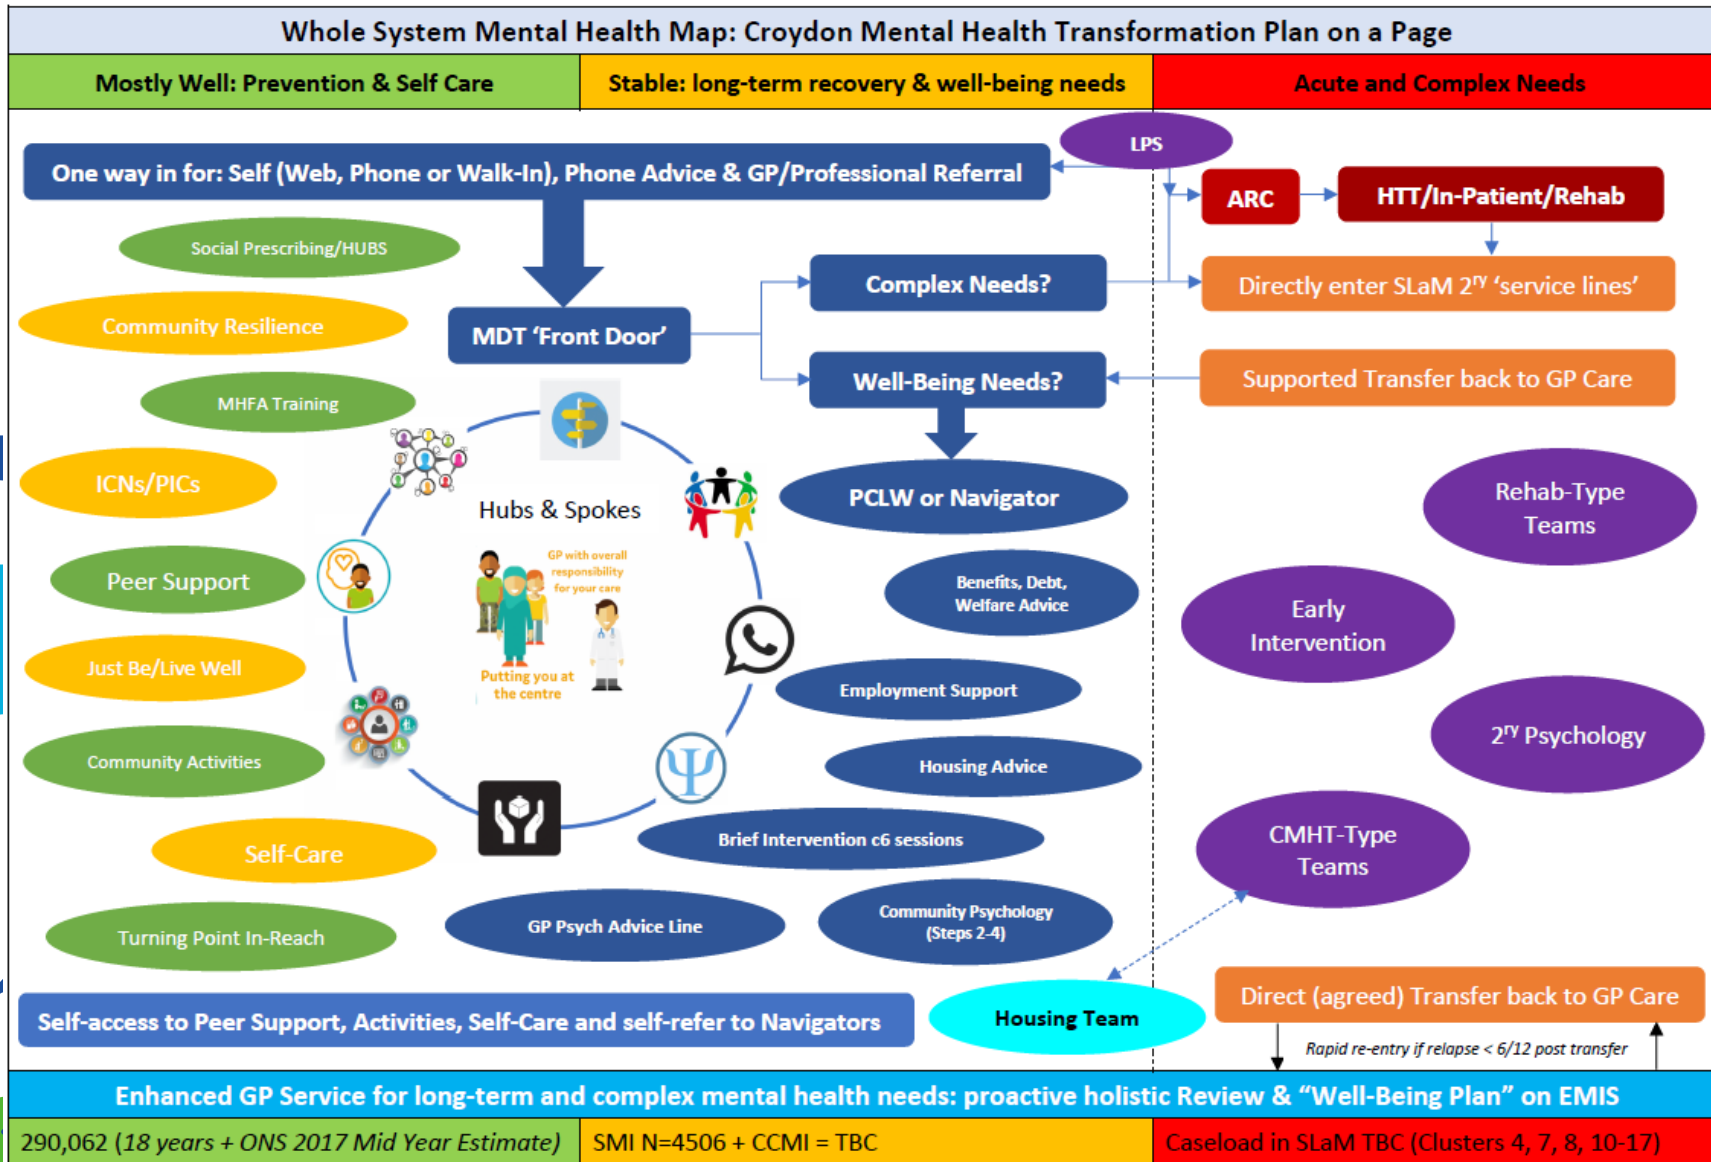 Whole System Mental Health Map: Croydon Mental Health Transformation Plan on a Page
Mostly Well: Prevention & Self Care
Stable: long-term recovery & well-being needs
Acute and Complex Needs
LPS
One way in for: Self (Web, Phone or Walk-In), Phone Advice & GP/Professional Referral
ARC
HTT/In-Patient/Rehab
Social Prescribing/HUBS
Complex Needs?
Directly enter SLaM 2ry ‘service lines’
Community Resilience
MDT ‘Front Door’
Well-Being Needs?
Supported Transfer back to GP Care
MHFA Training
ICNs/PICs
Hubs & Spokes
PCLW or Navigator
Rehab-Type
Teams
GP with overall
responsibility
for your care
Peer Support
Benefits, Debt,
Welfare Advice
Early
Intervention
Just Be/Live Well
Putting you at
the centre
Employment Support
2ry Psychology
Community Activities
Ψ
Housing Advice
Self-Care
Brief Intervention c6 sessions
CMHT-Type
Teams
Turning Point In-Reach
GP Psych Advice Line
Community Psychology
(Steps 2-4)
Self-access to Peer Support, Activities, Self-Care and self-refer to Navigators
Housing Team
Direct (agreed) Transfer back to GP Care
Rapid re-entry if relapse < 6/12 post transfer
Enhanced GP Service for long-term and complex mental health needs: proactive holistic Review & “Well-Being Plan” on EMIS
290,062 (18 years + ONS 2017 Mid Year Estimate)
SMI N=4506 + CCMI = TBC
Caseload in SLaM TBC (Clusters 4, 7, 8, 10-17)